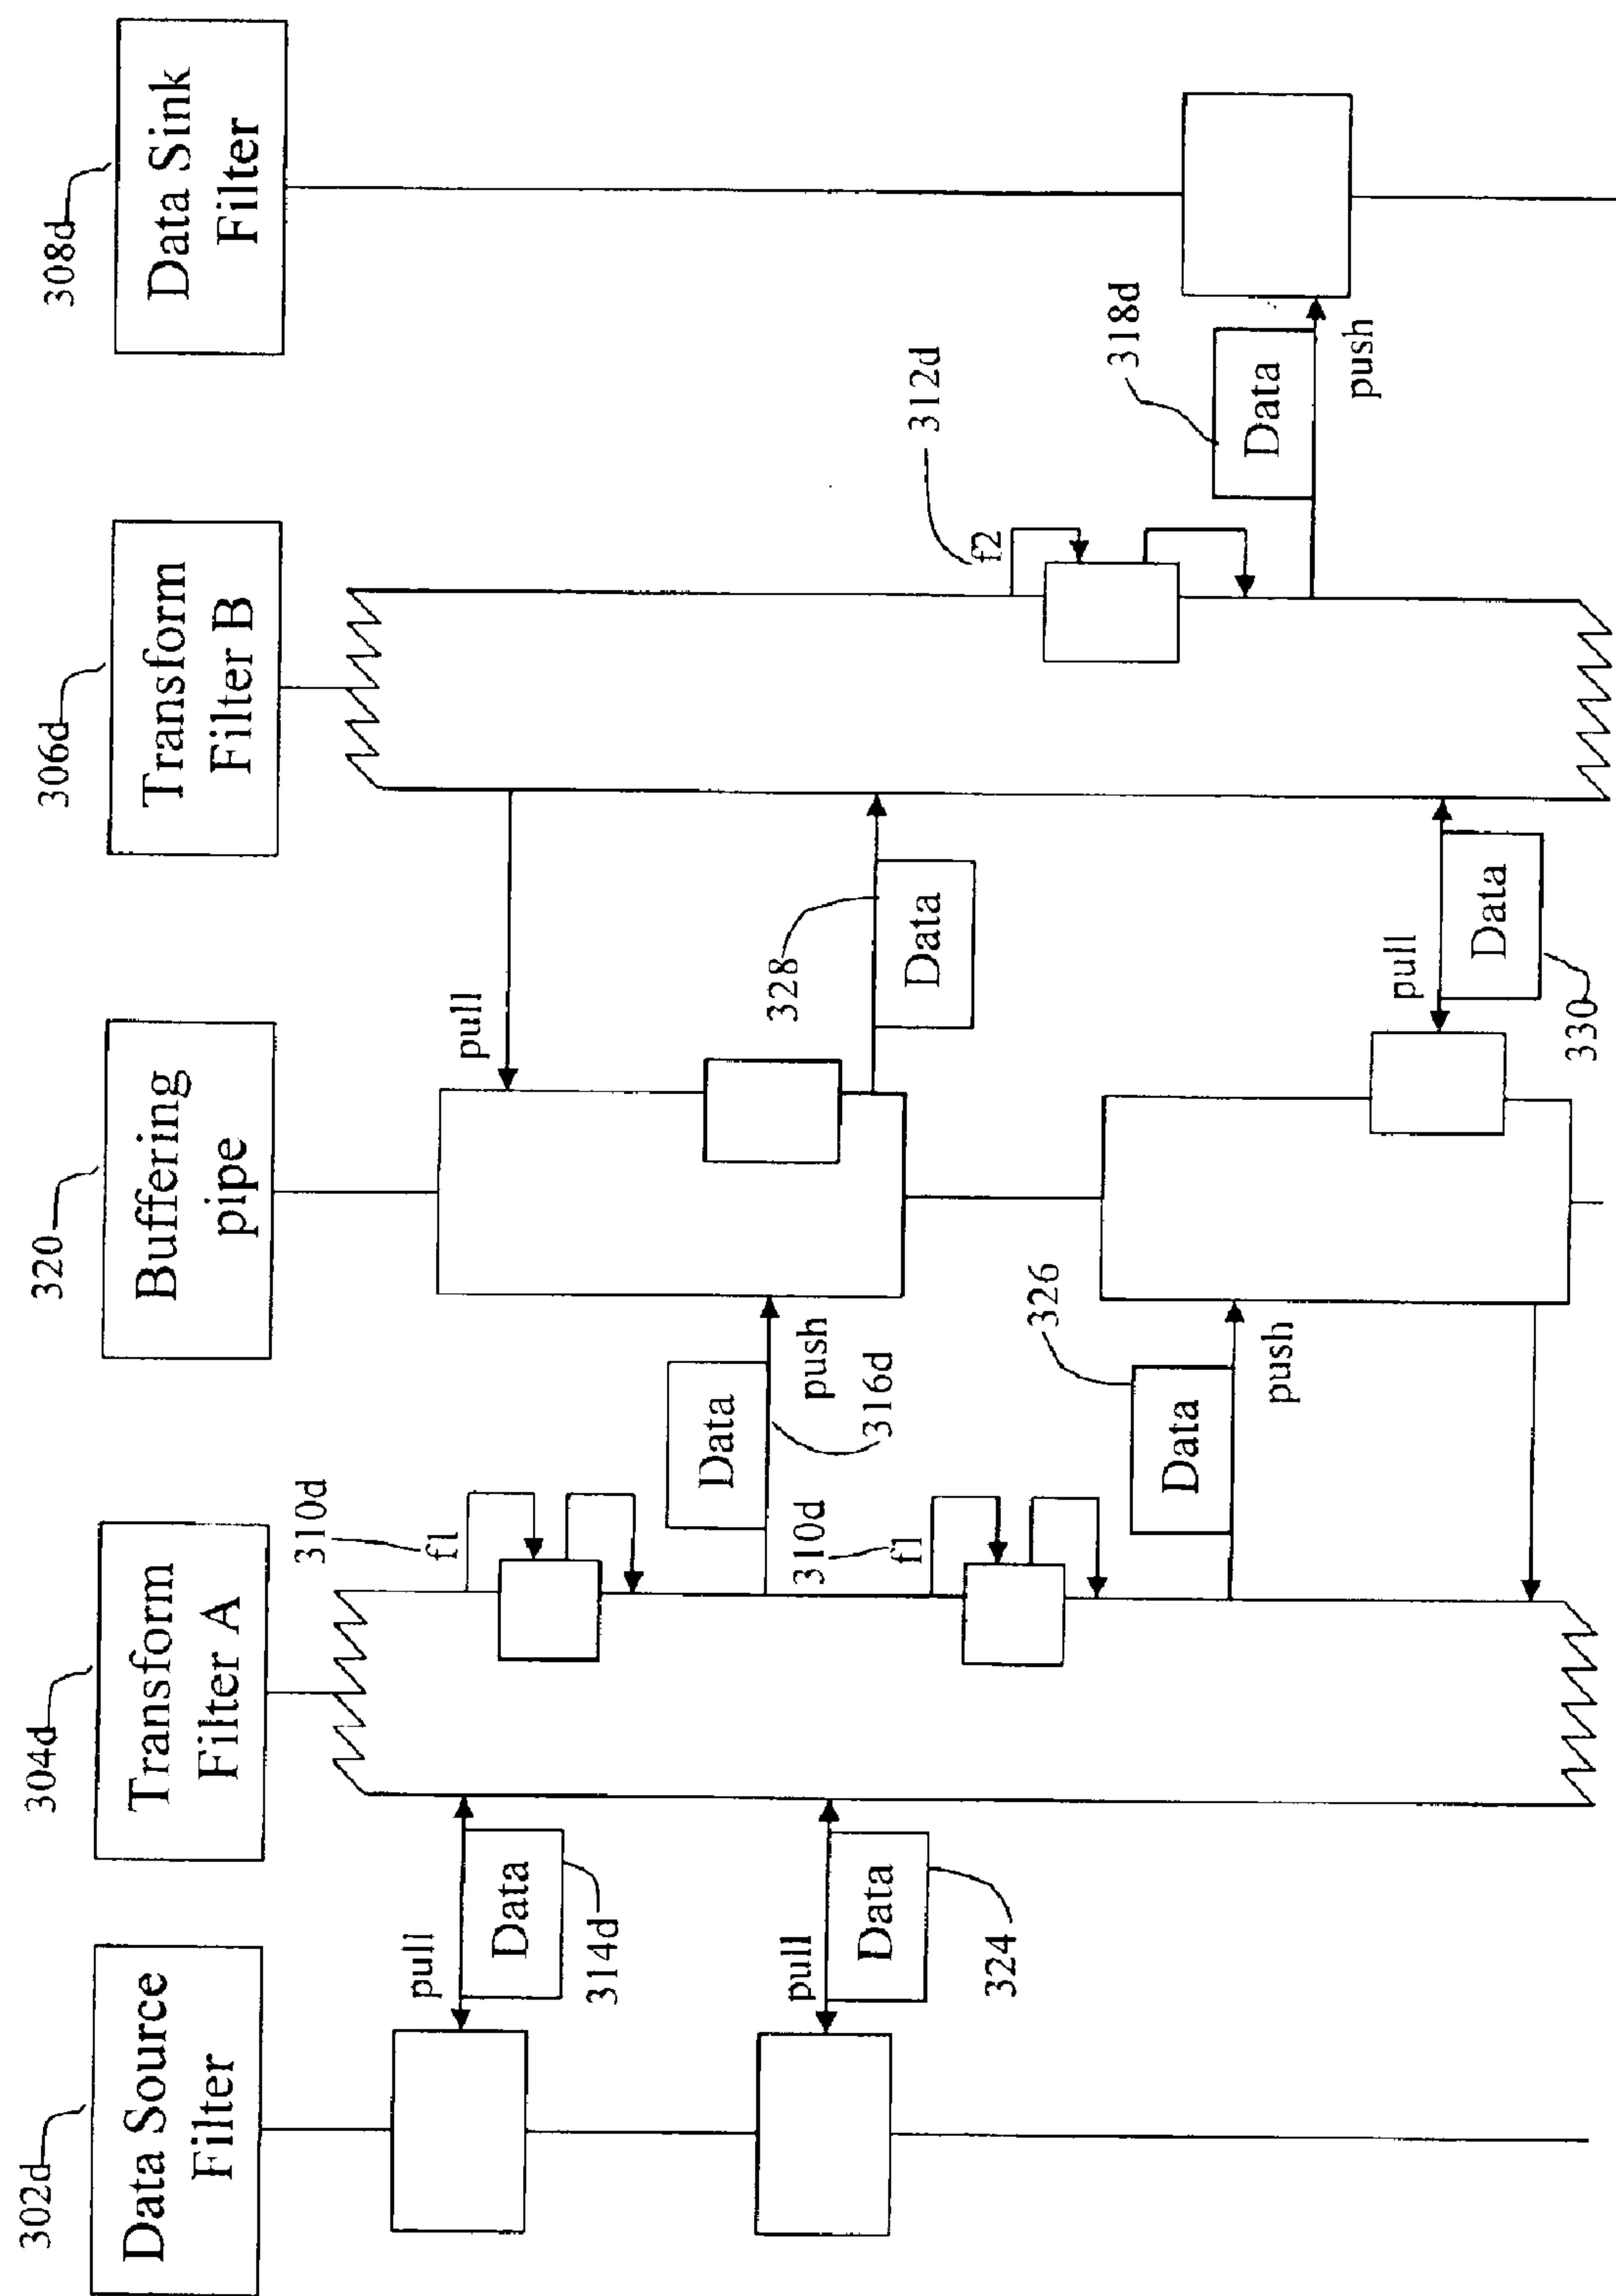 302d
304d
320
306d
308d
Data Source
Filter
Transform
Filter A
Buffering
pipe
Transform
Filter B
Data Sink
Filter
pull
Data
314d
310d
f1
pull
Data
316d
push
pull
Data
324
328
Data
310d
f1
312d
f2
Data
326
push
Data
318d
push
pull
Data
330